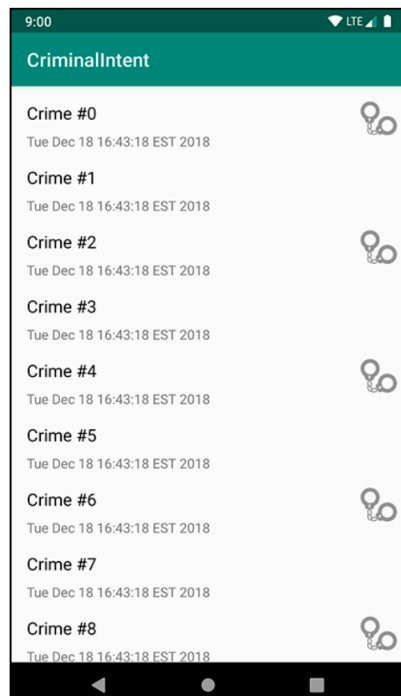 9:00 LTE
CriminalIntent
Crime #0
Tue Dec 18 16:43:18 EST 2018
Crime #1
Tue Dec 18 16:43:18 EST 2018
Crime #2
Tue Dec 18 16:43:18 EST 2018
Crime #3
Tue Dec 18 16:43:18 EST 2018
Crime #4
Tue Dec 18 16:43:18 EST 2018
Crime #5
Tue Dec 18 16:43:18 EST 2018
Crime #6
Tue Dec 18 16:43:18 EST 2018
Crime #7
Tue Dec 18 16:43:18 EST 2018
Crime #8
Tue Dec 18 16:43:18 EST 2018